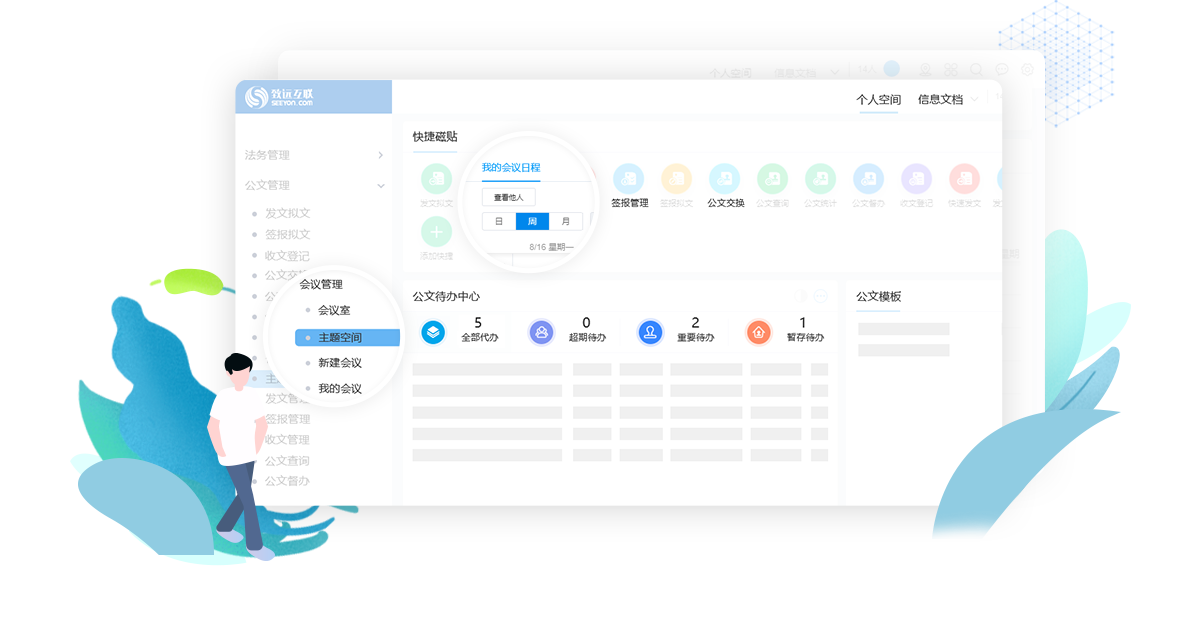 个人空间 信息文档
14
致远互联
SEEYON.COM
个人空间 信息文档
快捷磁贴
法务管理
公文管理
发文拟文
签报拟文
收文登记
公文交换
会议管理
会议室
主题空间
新建会议
我的会议
发文管理
签报管理
收文管理
公文查询
公文督办
我的会议日程
查看他人
日 周 月
8/16 星期一
发文拟文
签报管理 签报拟文 公文交换 公文查询 公文统计 公文督办 收文登记 快速发文
添加快捷
公文待办中心
5
全部代办
0
超期待办
2
重要待办
1
暂存待办
公文模板